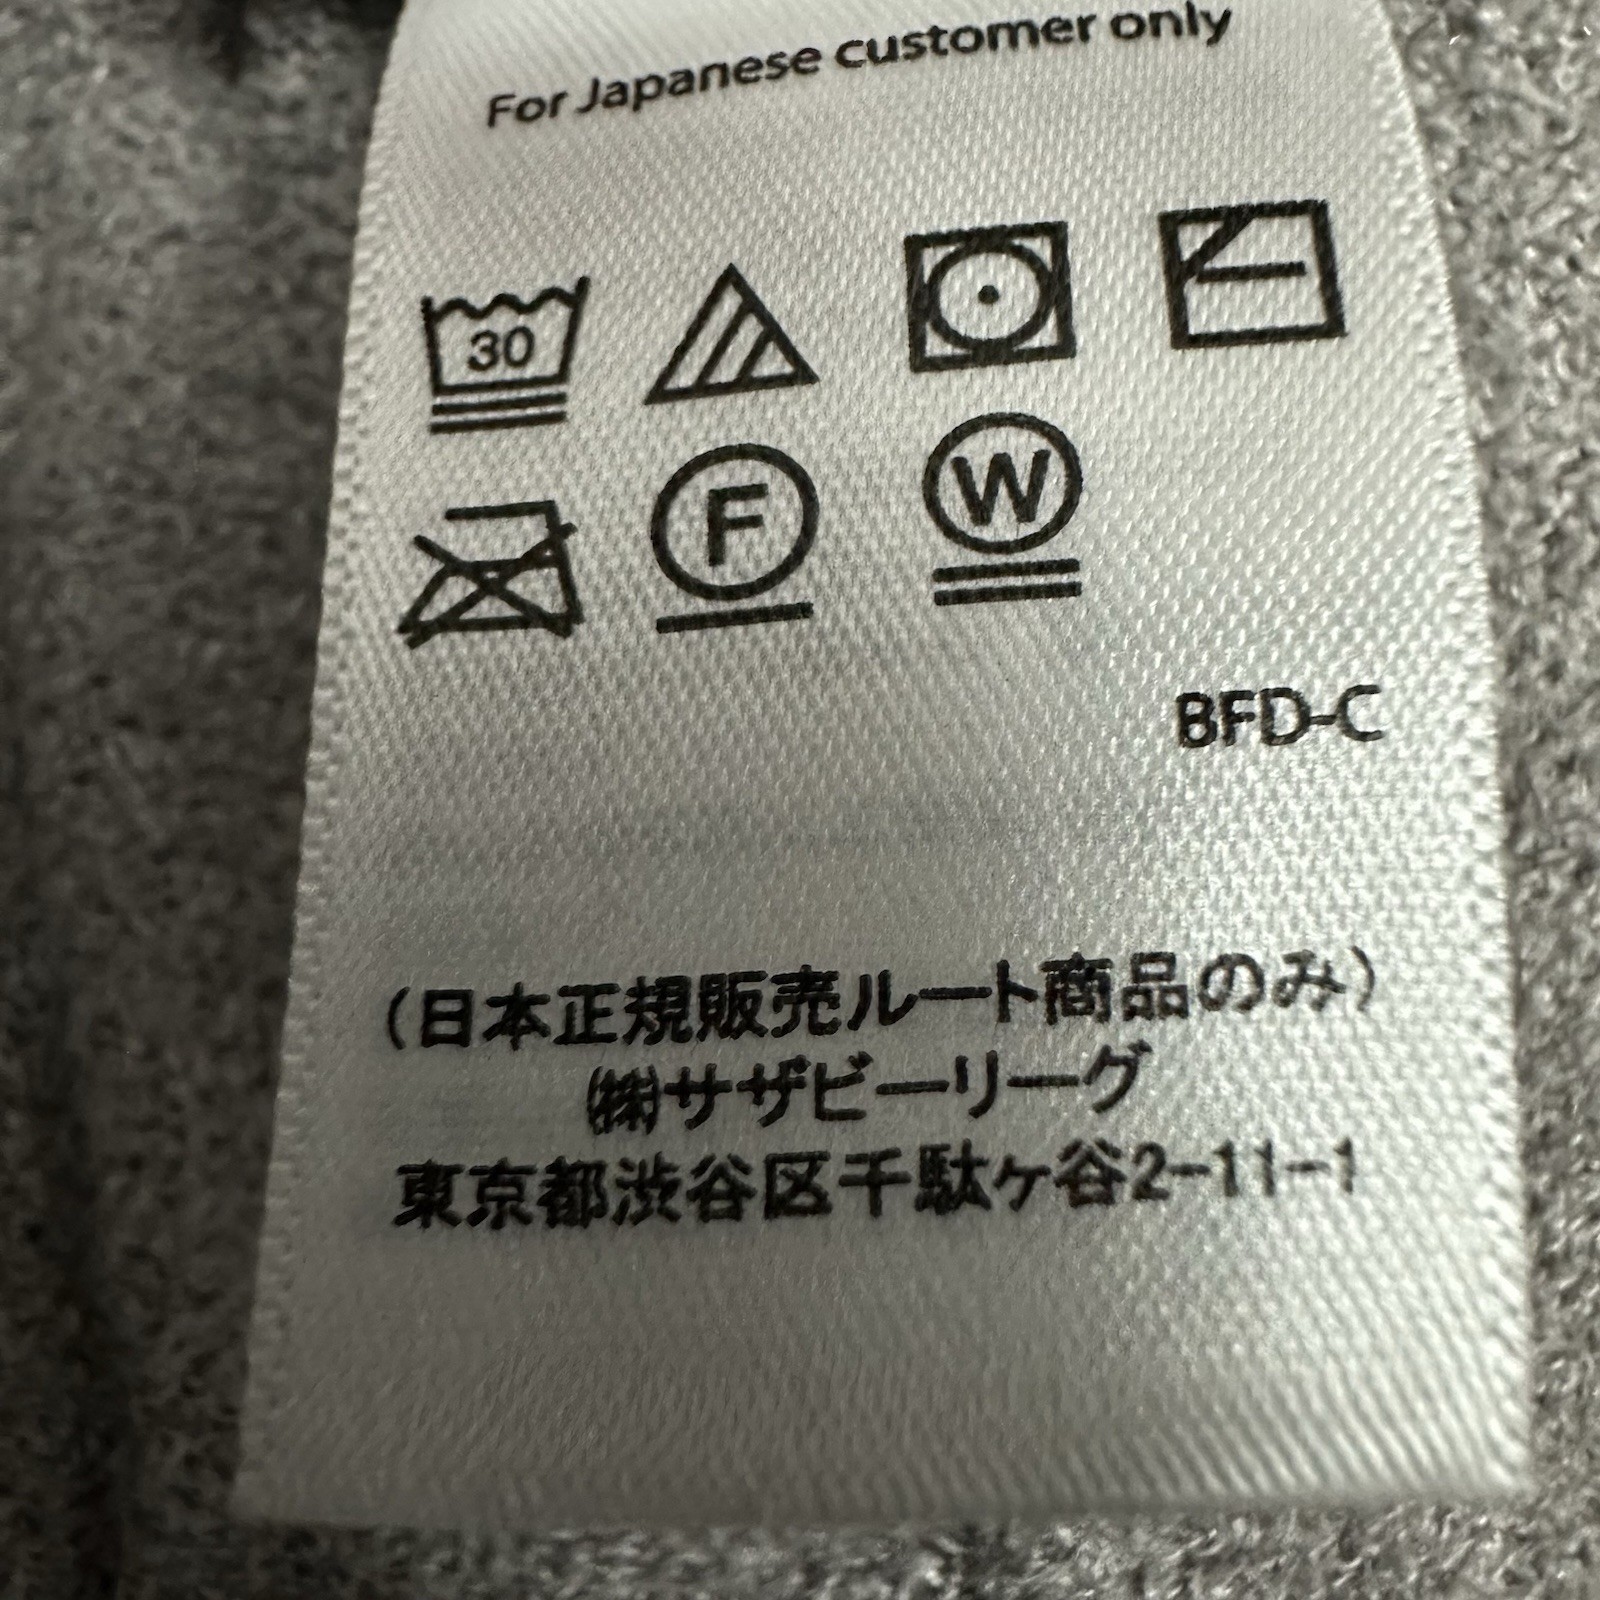 For Japanese customer only
30
F
W
BFD-C
(日本正規販売ルート商品のみ)
㈱サザビーリーグ
東京都渋谷区千駄ヶ谷2-11-1